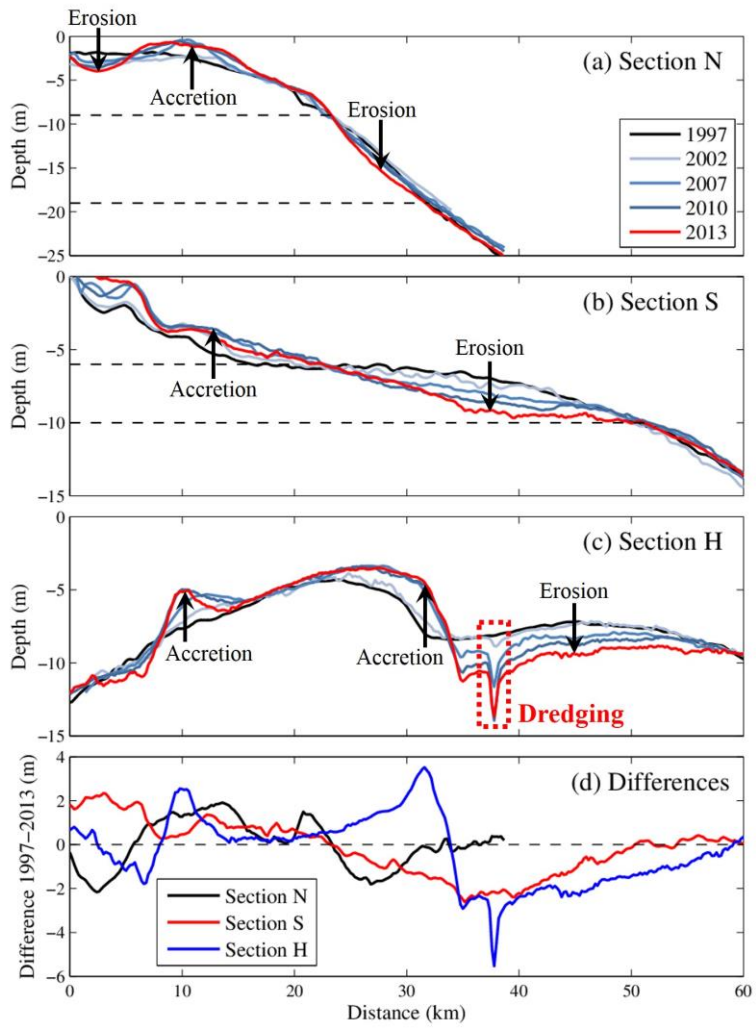 Erosion
(a) Section N
Accretion
Erosion
1997
2002
2007
2010
2013
Depth (m)
0
−5
−10
−15
−20
−25
(b) Section S
Accretion
Erosion
Depth (m)
0
−5
−10
−15
(c) Section H
Accretion
Accretion
Erosion
Dredging
Depth (m)
0
−5
−10
−15
(d) Differences
Difference 1997−2013 (m)
4
2
0
−2
−4
−6
Section N
Section S
Section H
0 10 20 30 40 50 60
Distance (km)